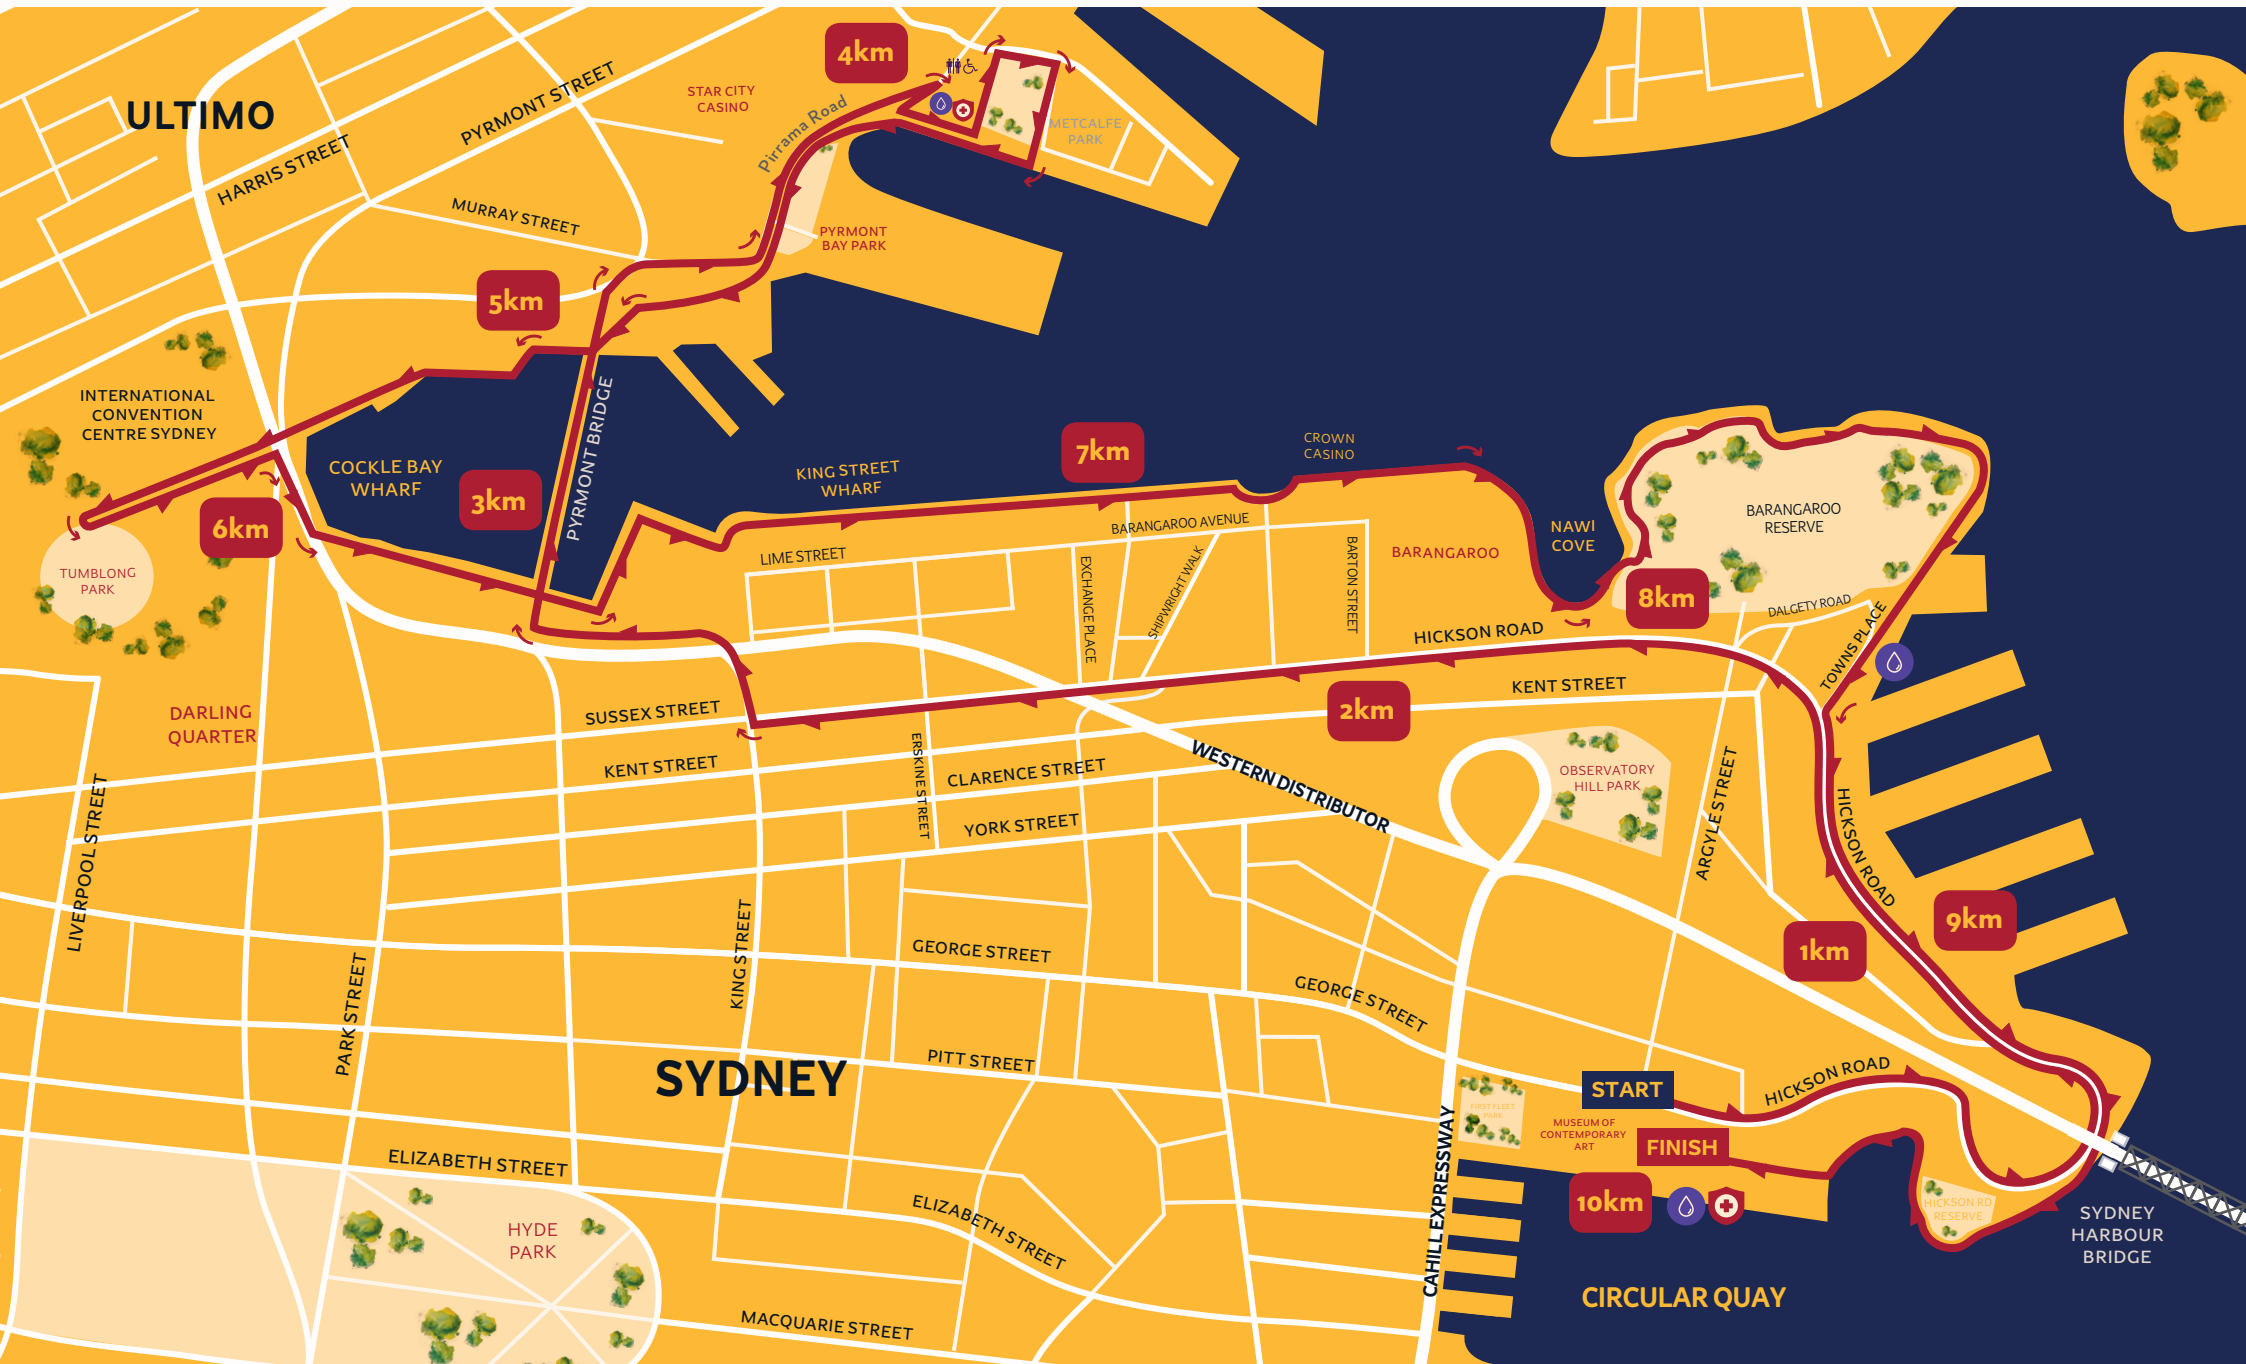 ULTIMO
HARRIS STREET
PYRMONT STREET
MURRAY STREET
STAR CITY
CASINO
4km
Pirrama Road
METCALFE
PARK
PYRMONT
BAY PARK
5km
INTERNATIONAL
CONVENTION
CENTRE SYDNEY
COCKLE BAY
WHARF
3km
PYRMONT BRIDGE
6km
TUMBLONG
PARK
DARLING
QUARTER
KING STREET
WHARF
7km
CROWN
CASINO
LIME STREET
BARANGAROO AVENUE
EXCHANGE PLACE
SHIPWRIGHT WALK
BARTON STREET
BARANGAROO
NAWI
COVE
BARANGAROO
RESERVE
8km
DALGETY ROAD
TOWNS PLACE
HICKSON ROAD
KENT STREET
2km
SUSSEX STREET
KENT STREET
ERSKINE STREET
CLARENCE STREET
YORK STREET
WESTERN DISTRIBUTOR
OBSERVATORY
HILL PARK
ARGYLE STREET
HICKSON ROAD
9km
1km
LIVERPOOL STREET
PARK STREET
KING STREET
GEORGE STREET
GEORGE STREET
PITT STREET
SYDNEY
START
HICKSON ROAD
FIRST FLEET
PARK
MUSEUM OF
CONTEMPORARY
ART
FINISH
10km
HICKSON RD
RESERVE
SYDNEY
HARBOUR
BRIDGE
CAHILL EXPRESSWAY
CIRCULAR QUAY
ELIZABETH STREET
ELIZABETH STREET
HYDE
PARK
MACQUARIE STREET